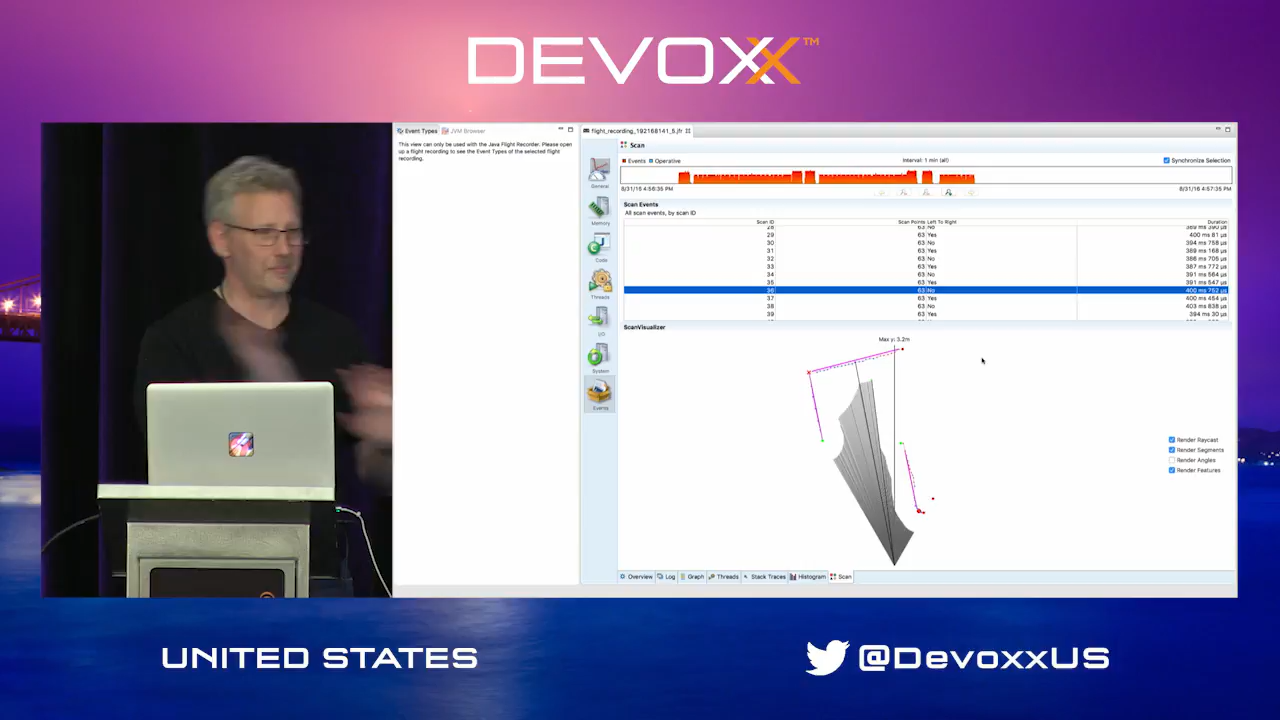 DEVOXX™
Event Types JVM Browser
This view can only be used with the Java Flight Recorder. Please open
up a flight recording to see the Event Types of the selected flight
recording.
flight_recording_192168141_5.jfr
Scan
Events Operative
Interval: 1 min (all)
Synchronize Selection
8/31/16 4:56:35 PM
8/31/16 4:57:35 PM
General
Memory
Code
Threads
I/O
System
Events
Scan Events
All scan events, by scan ID
Scan ID Scan Points Left To Right Duration
28 63 No 389 ms 390 µs
29 63 Yes 400 ms 81 µs
30 63 No 394 ms 758 µs
31 63 Yes 389 ms 168 µs
32 63 No 388 ms 705 µs
33 63 Yes 387 ms 772 µs
34 63 No 391 ms 564 µs
35 63 Yes 391 ms 547 µs
36 63 No 400 ms 752 µs
37 63 Yes 400 ms 454 µs
38 63 No 403 ms 838 µs
39 63 Yes 394 ms 30 µs
ScanVisualizer
Max y: 3.2m
Render Raycast
Render Segments
Render Angles
Render Features
Overview Log Graph Threads Stack Traces Histogram Scan
UNITED STATES
@DevoxxUS